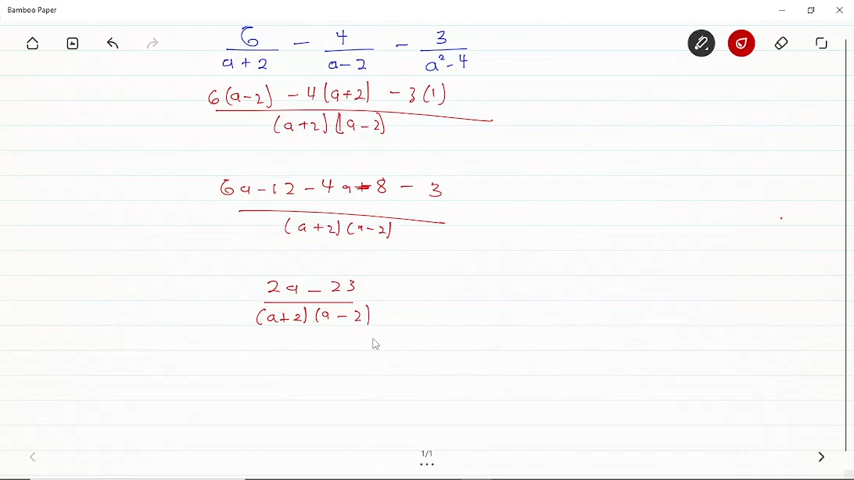 Bamboo Paper
6/(a+2) - 4/(a-2) - 3/(a²-4)
6(a-2) - 4(a+2) - 3(1)
(a+2)(a-2)
6a-12-4a-8-3
(a+2)(a-2)
2a-23
(a+2)(a-2)
1/1